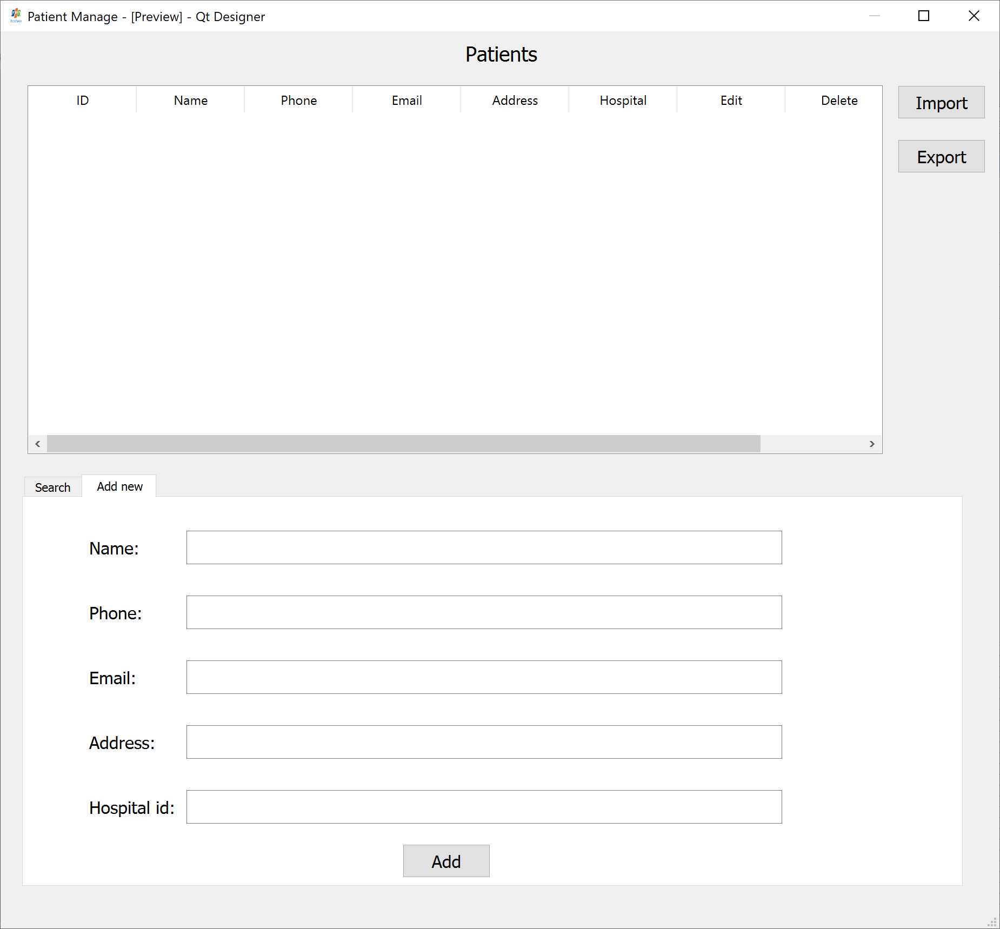 Patient Manage - [Preview] - Qt Designer
Patients
ID Name Phone Email Address Hospital Edit Delete
Import
Export
Search Add new
Name:
Phone:
Email:
Address:
Hospital id:
Add